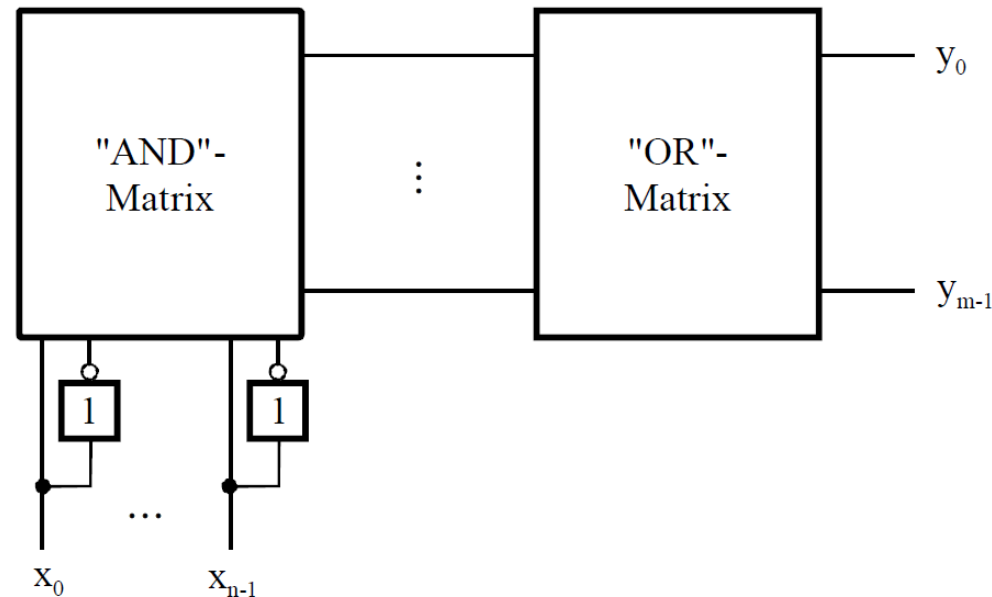 "AND"-
Matrix
⋮
"OR"-
Matrix
y₀
yₘ₋₁
1
1
...
x₀
xₙ₋₁